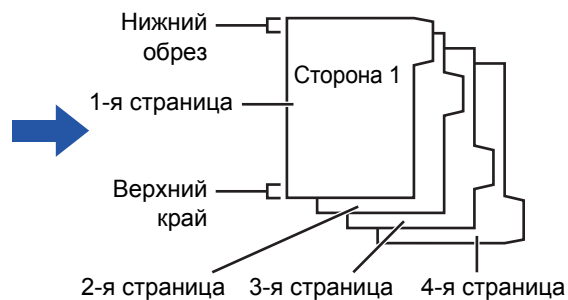 Нижний
обрез
Сторона 1
1-я страница
Верхний
край
2-я страница
3-я страница
4-я страница